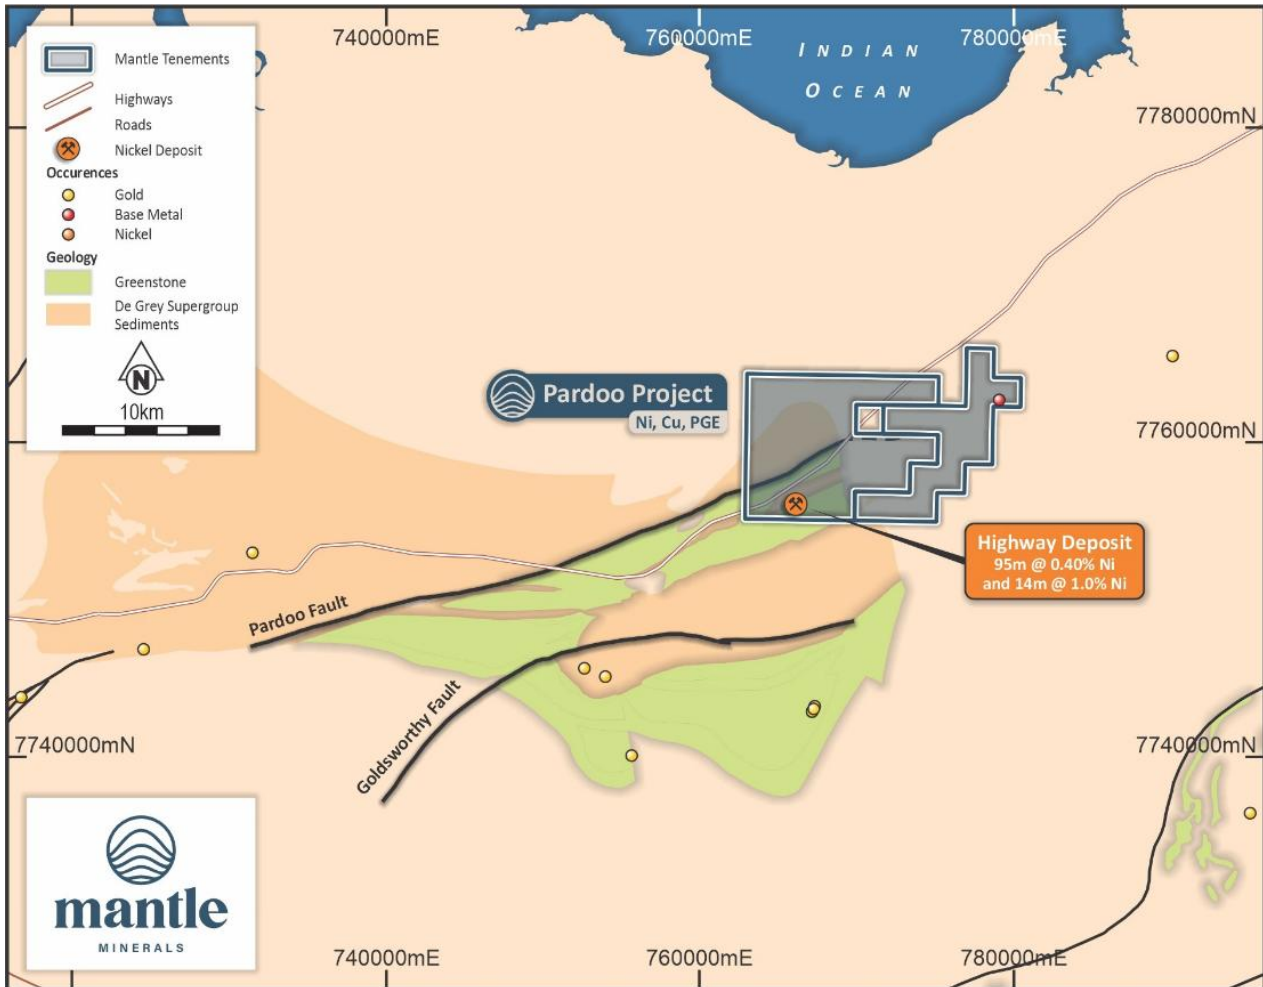 740000mE
760000mE
780000mE
INDIAN
OCEAN
Mantle Tenements
Highways
Roads
Nickel Deposit
Occurences
Gold
Base Metal
Nickel
Geology
Greenstone
De Grey Supergroup
Sediments
N
10km
7780000mN
Pardoo Project
Ni, Cu, PGE
7760000mN
Highway Deposit
95m @ 0.40% Ni
and 14m @ 1.0% Ni
Pardoo Fault
Goldsworthy Fault
7740000mN
7740000mN
mantle
MINERALS
740000mE
760000mE
780000mE